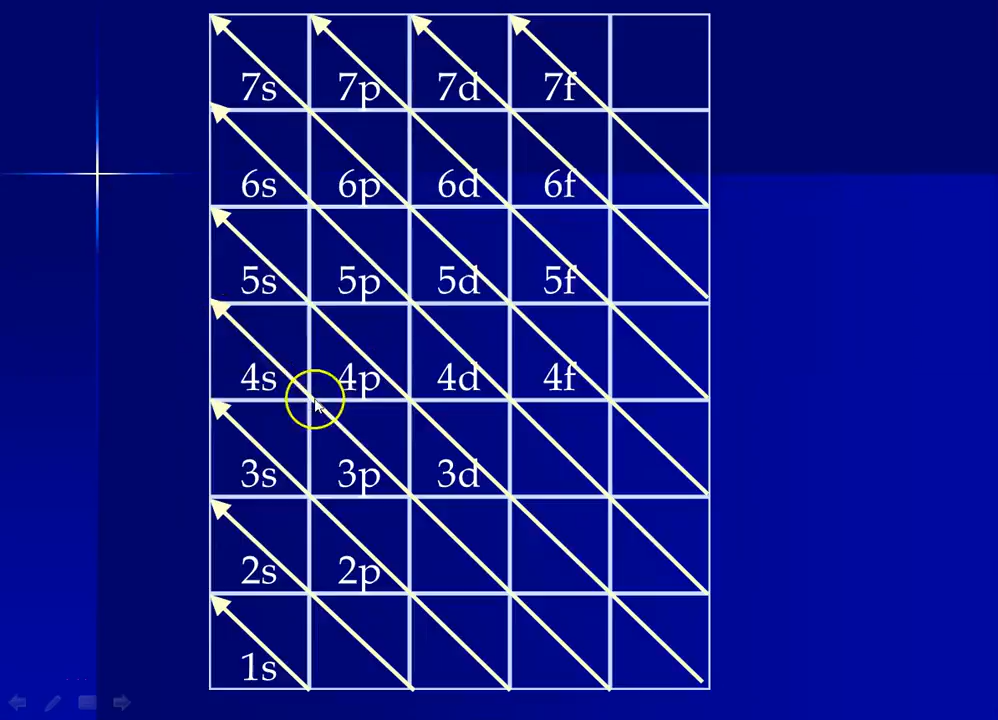 7s 7p 7d 7f
6s 6p 6d 6f
5s 5p 5d 5f
4s 4p 4d 4f
3s 3p 3d
2s 2p
1s